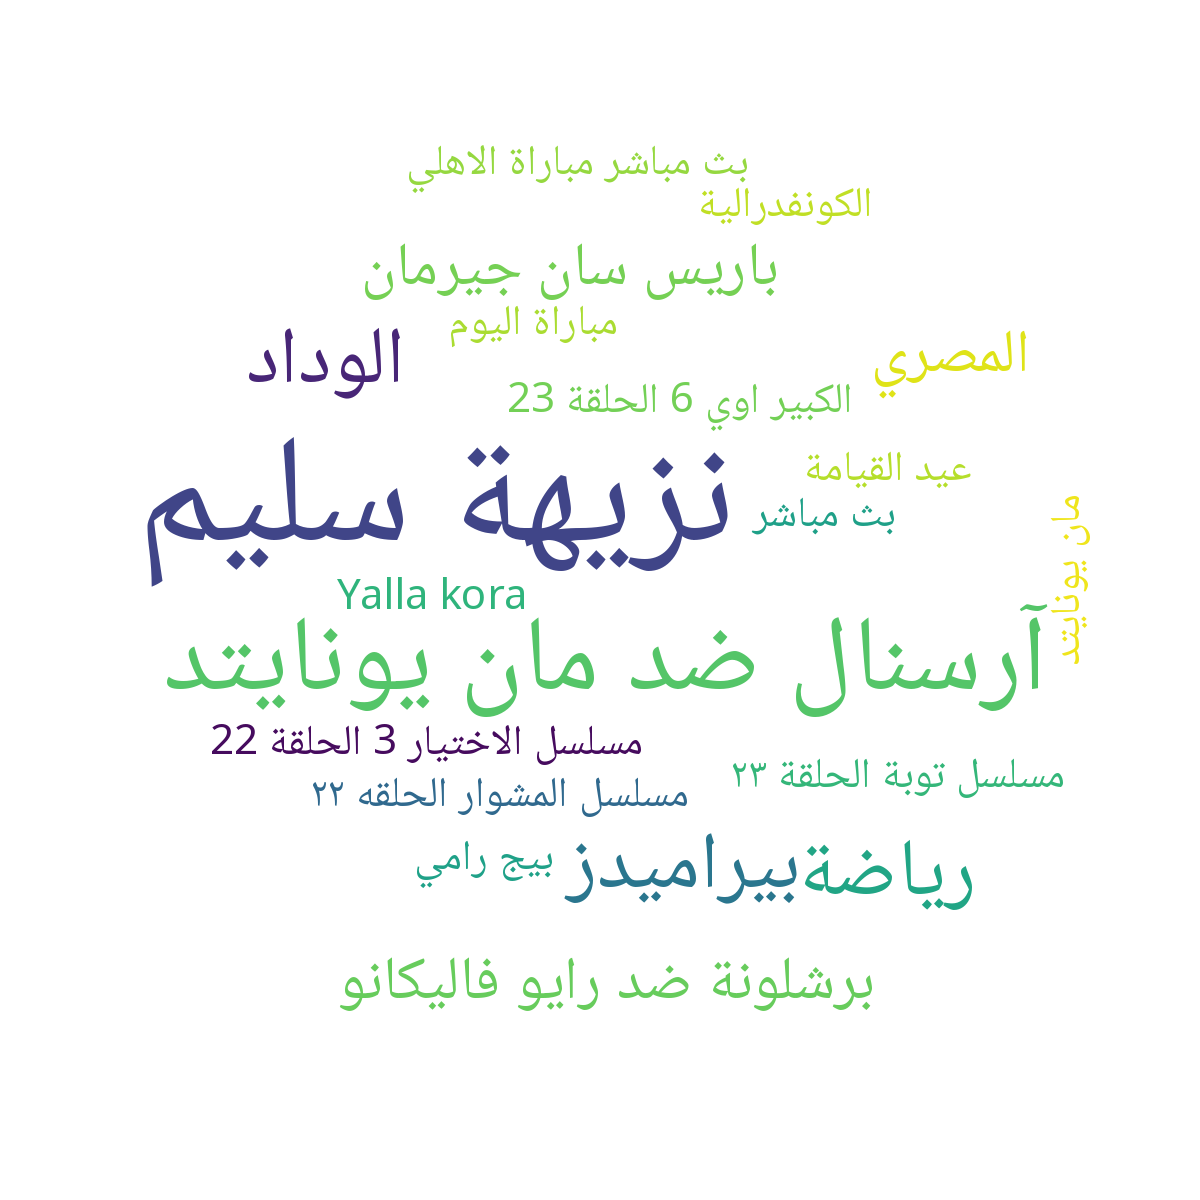 بث مباشر مباراة الاهلي
الكونفدرالية
باريس سان جيرمان
مباراة اليوم
الوداد
المصري
الكبير اوي 6 الحلقة 23
نزيهة سليم
عيد القيامة
بث مباشر
مان يونايتد
Yalla kora
آرسنال ضد مان يونايتد
مسلسل الاختيار 3 الحلقة 22
مسلسل توبة الحلقة ٢٣
مسلسل المشوار الحلقه ٢٢
رياضة
بيراميدز
بيج رامي
برشلونة ضد رايو فاليكانو